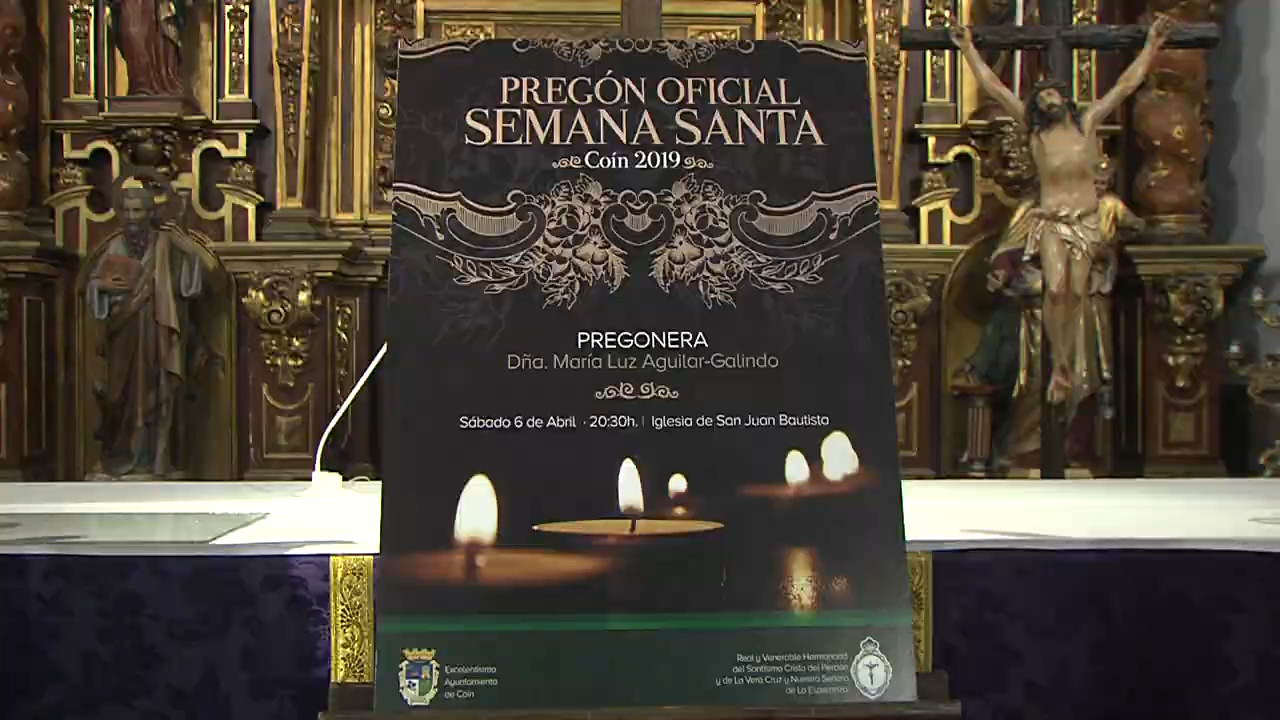 PREGÓN OFICIAL
SEMANA SANTA
Coín 2019
PREGONERA
Dña. María Luz Aguilar-Galindo
Sábado 6 de Abril · 20:30h. | Iglesia de San Juan Bautista
Excelentísimo
Ayuntamiento
de Coín
Real y Venerable Hermandad
del Santísimo Cristo del Perdón
y de La Vera Cruz y Nuestra Señora
de La Esperanza